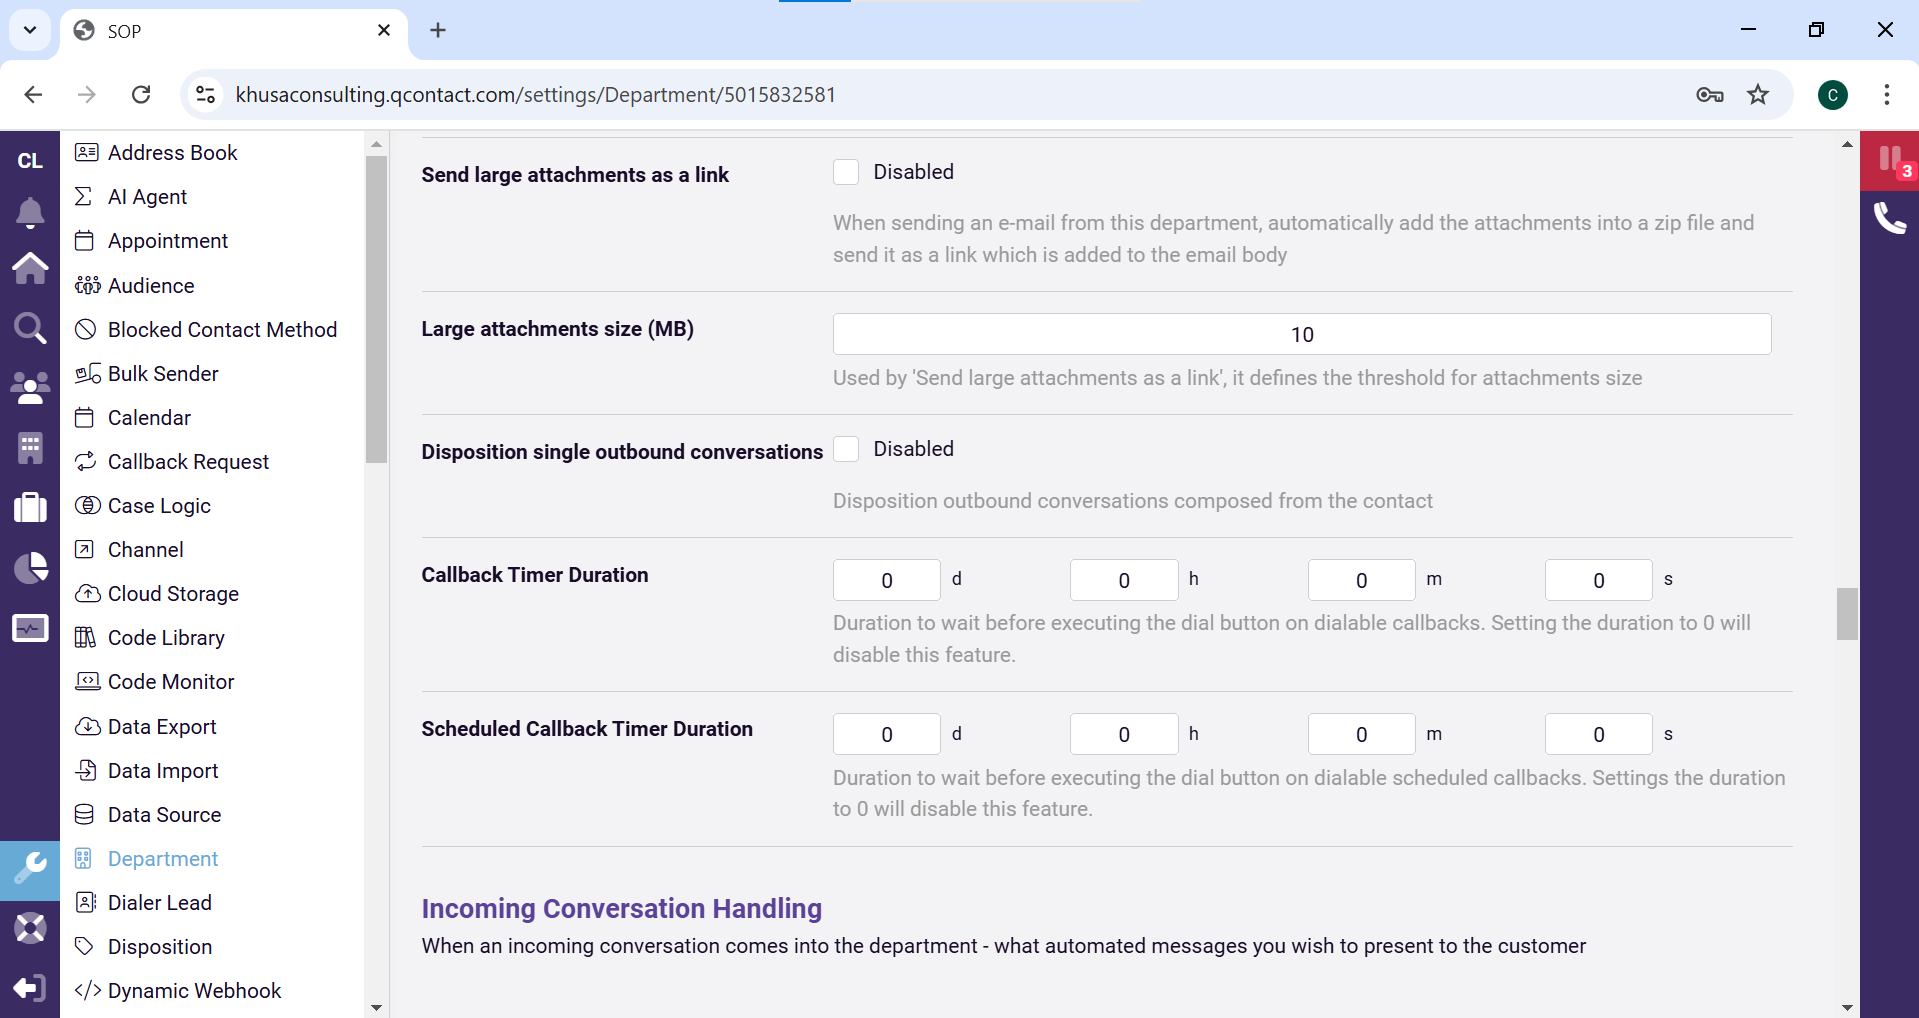 SOP
khusaconsulting.qcontact.com/settings/Department/5015832581
C
CL
Address Book
AI Agent
Appointment
Audience
Blocked Contact Method
Bulk Sender
Calendar
Callback Request
Case Logic
Channel
Cloud Storage
Code Library
Code Monitor
Data Export
Data Import
Data Source
Department
Dialer Lead
Disposition
Dynamic Webhook
Send large attachments as a link
Disabled
When sending an e-mail from this department, automatically add the attachments into a zip file and
send it as a link which is added to the email body
Large attachments size (MB)
10
Used by 'Send large attachments as a link', it defines the threshold for attachments size
Disposition single outbound conversations
Disabled
Disposition outbound conversations composed from the contact
Callback Timer Duration
0 d 0 h 0 m 0 s
Duration to wait before executing the dial button on dialable callbacks. Setting the duration to 0 will
disable this feature.
Scheduled Callback Timer Duration
0 d 0 h 0 m 0 s
Duration to wait before executing the dial button on dialable scheduled callbacks. Settings the duration
to 0 will disable this feature.
Incoming Conversation Handling
When an incoming conversation comes into the department - what automated messages you wish to present to the customer
3